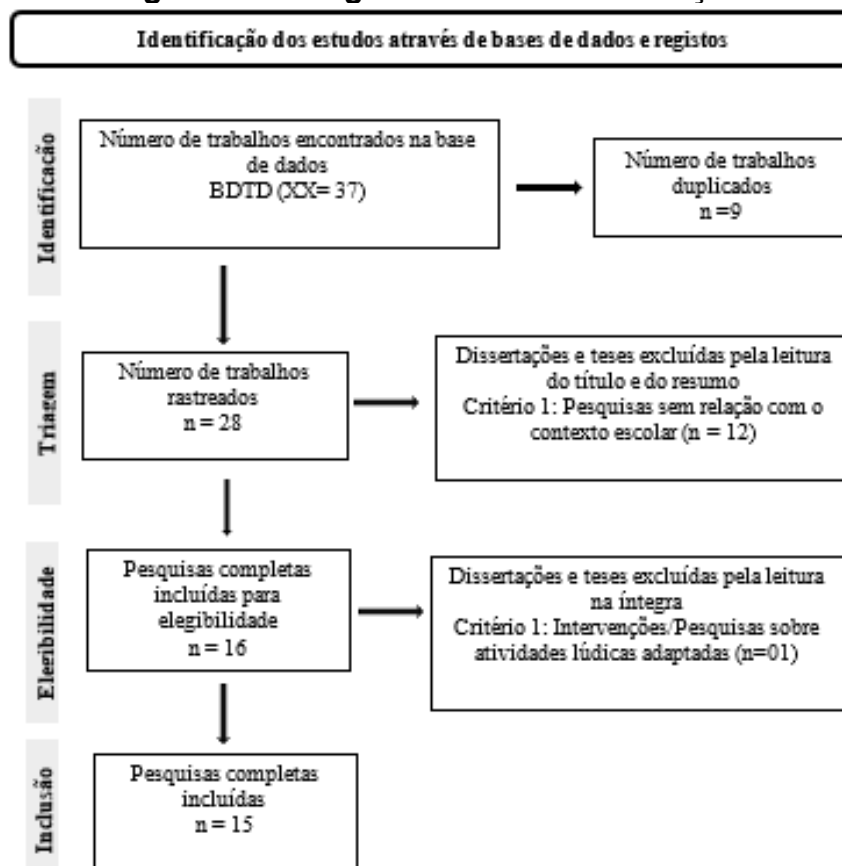 Identificação dos estudos através de bases de dados e registos
Identificação
Número de trabalhos encontrados na base
de dados
BDTD (XX= 37)
Número de trabalhos
duplicados
n =9
Triagem
Número de trabalhos
rastreados
n = 28
Dissertações e teses excluídas pela leitura
do título e do resumo
Critério 1: Pesquisas sem relação com o
contexto escolar (n = 12)
Elegibilidade
Pesquisas completas
incluídas para
elegibilidade
n = 16
Dissertações e teses excluídas pela leitura
na íntegra
Critério 1: Intervenções/Pesquisas sobre
atividades lúdicas adaptadas (n=01)
Inclusão
Pesquisas completas
incluídas
n = 15